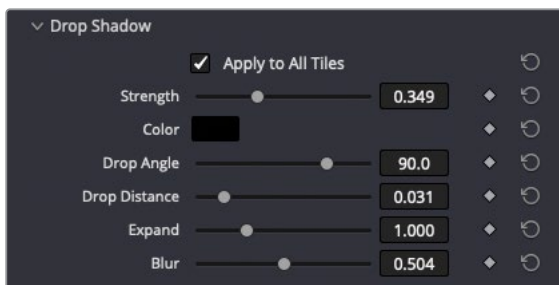 Drop Shadow
Apply to All Tiles
Strength 0.349
Color
Drop Angle 90.0
Drop Distance 0.031
Expand 1.000
Blur 0.504